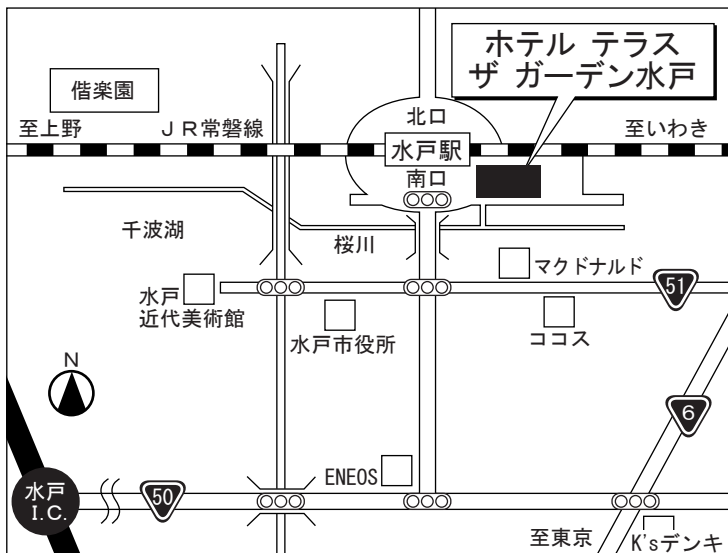 ホテル テラス
ザ ガーデン水戸
偕楽園
北口
至上野
ＪＲ常磐線
至いわき
水戸駅
南口
千波湖
桜川
マクドナルド
51
水戸
近代美術館
水戸市役所
ココス
N
6
水戸
I.C.
50
ENEOS
至東京
K'sデンキ